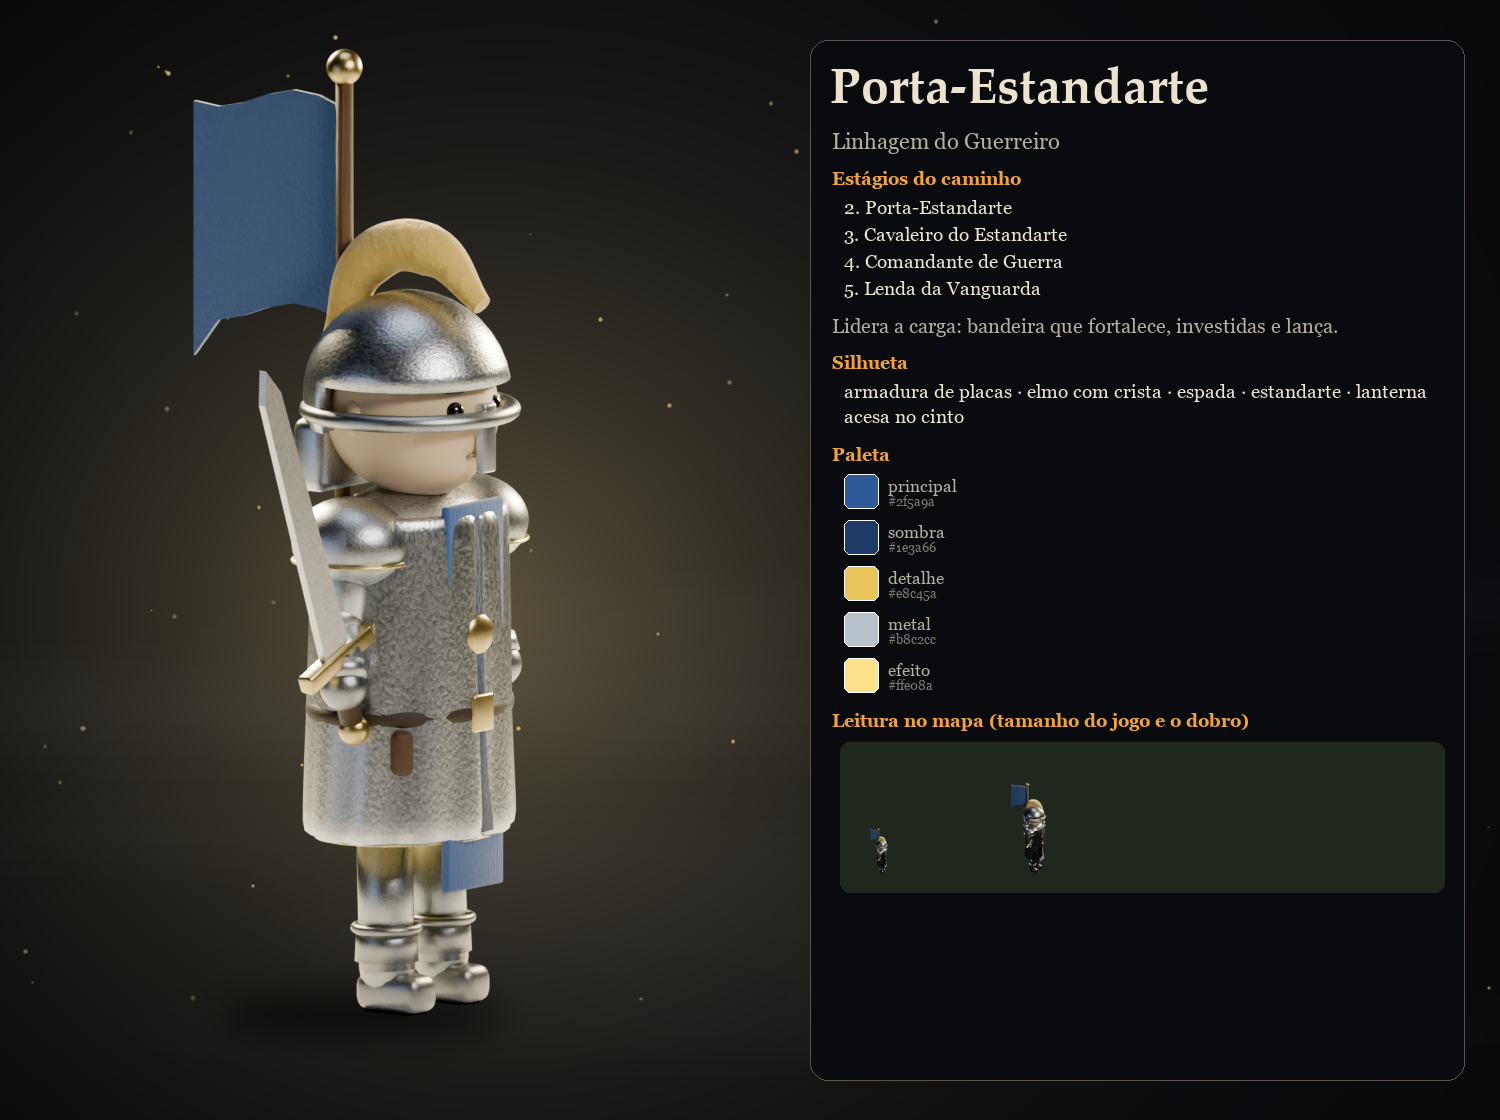 Porta-Estandarte
Linhagem do Guerreiro
Estágios do caminho
2. Porta-Estandarte
3. Cavaleiro do Estandarte
4. Comandante de Guerra
5. Lenda da Vanguarda
Lidera a carga: bandeira que fortalece, investidas e lança.
Silhueta
armadura de placas · elmo com crista · espada · estandarte · lanterna
acesa no cinto
Paleta
principal
#2f5a9a
sombra
#1e3a66
detalhe
#e8c45a
metal
#b8c2cc
efeito
#ffe08a
Leitura no mapa (tamanho do jogo e o dobro)